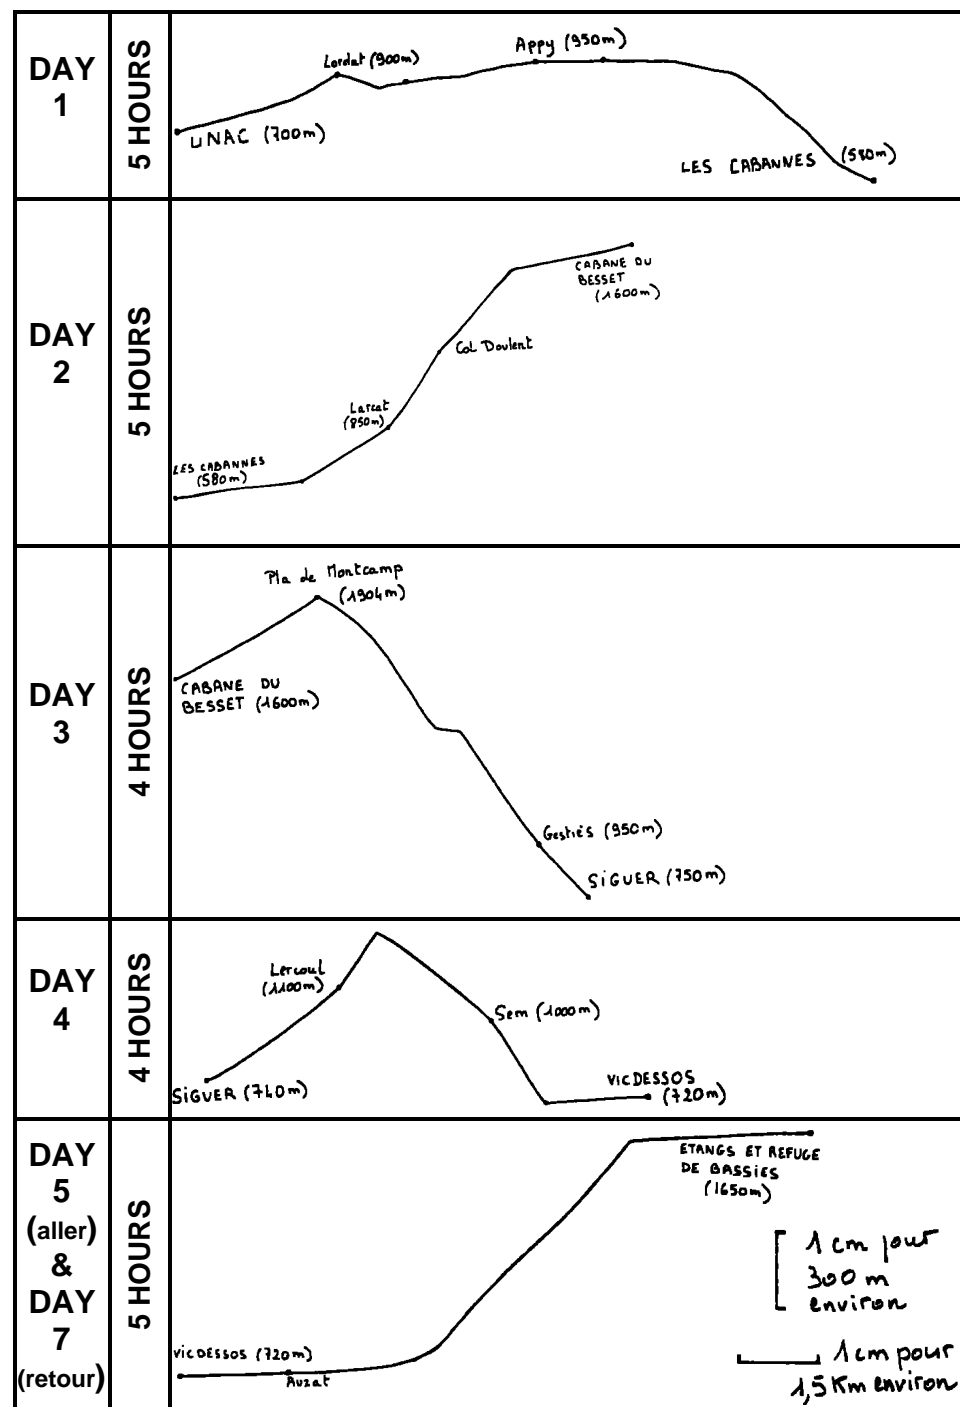 DAY
1
5 HOURS
Lordat (900m)
Appy (950m)
UNAC (700m)
LES CABANNES (580m)
DAY
2
5 HOURS
CABANE DU
BESSET
(1600m)
Col Doulent
Larcat
(850m)
LES CABANNES
(580m)
DAY
3
4 HOURS
Pla de Montcamp
(1904m)
CABANE DU
BESSET (1600m)
Gestiès (950m)
SiGUER (750m)
DAY
4
4 HOURS
Lercoul
(1100m)
Sem (1000m)
SiGUER (740m)
VICDESSOS
(720m)
DAY
5
(aller)
&
DAY
7
(retour)
5 HOURS
ETANGS ET REFUGE
DE BASSIES
(1650m)
VICDESSOS (720m)
Auzat
1 cm pour
300 m
environ
1cm pour
1,5 Km environ